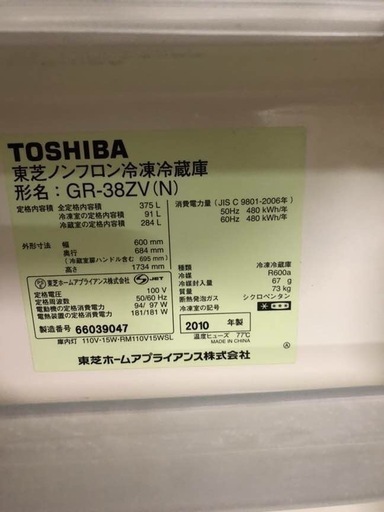 TOSHIBA
東芝ノンフロン冷凍冷蔵庫
形名：GR-38ZV(N)
定格内容積 全定格内容積 375 L
冷凍室の定格内容積 91 L
冷蔵室の定格内容積 284 L
消費電力量 (JIS C 9801-2006年)
50Hz 480 kWh/年
60Hz 480 kWh/年
外形寸法 幅 600 mm
奥行 684 mm
(冷蔵室扉ハンドル含む 695 mm)
高さ 1734 mm
種類 冷凍冷蔵庫
冷媒 R600a
冷媒封入量 67 g
質量 73 kg
断熱発泡ガス シクロペンタン
冷凍室の記号
東芝ホームアプライアンス株式会社 S-JET
定格電圧 100 V
定格周波数 50/60 Hz
電動機の定格消費電力 94/ 97 W
電熱装置の定格消費電力 181/181 W
製造番号 66039047
2010 年製
温度ヒューズ 77℃
MADE IN CHINA
庫内灯 110V-15W・RM110V15WSL
東芝ホームアプライアンス株式会社